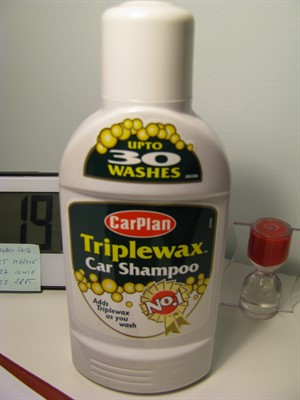 UPTO
30
WASHES
CarPlan
Triplewax
Car Shampoo
Adds
Triplewax
as you
wash
No.1
19